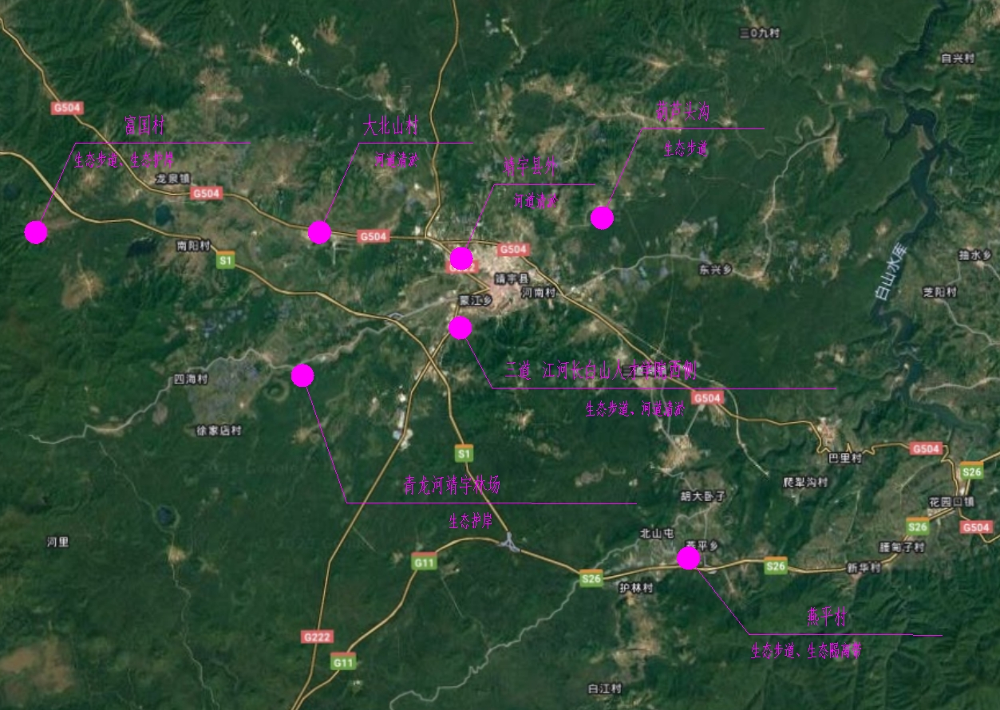 三0九村
自兴村
G504
葫芦头沟
富国村
大北山村
生态步道
生态步道、生态护岸
河道清淤
靖宇县外
龙泉镇
G504
河道清淤
G504
南阳村
G504
抽水乡
S1
白山水库
东兴乡
靖宇县
河南村
芝阳村
蒙江乡
三道 江河长白山人才学院西侧
四海村
G504
生态步道、河道清淤
徐家店村
G504
S1
巴里村
S26
青龙河靖宇林场
爬犁沟村
胡大卧子
花园口镇
生态护岸
S26
G504
北山屯
河里
燕平乡
腰甸子村
G11
S26
新华村
S26
护林村
燕平村
G222
生态步道、生态隔离带
G11
白江村